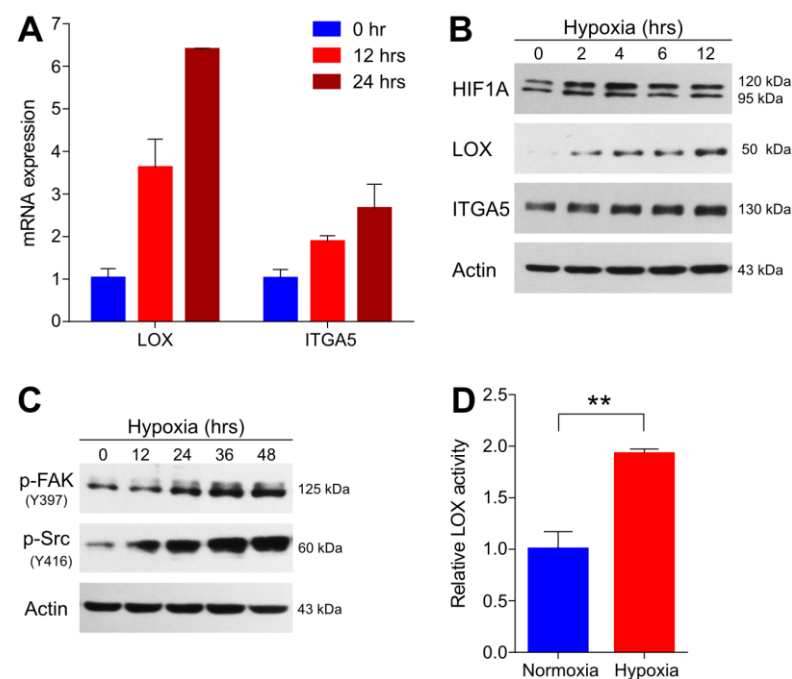 A
7
6
5
4
3
2
1
0
mRNA expression
0 hr
12 hrs
24 hrs
LOX
ITGA5
B
Hypoxia (hrs)
0 2 4 6 12
HIF1A
120 kDa
95 kDa
LOX
50 kDa
ITGA5
130 kDa
Actin
43 kDa
C
Hypoxia (hrs)
0 12 24 36 48
p-FAK
(Y397)
125 kDa
p-Src
(Y416)
60 kDa
Actin
43 kDa
D
2.5
2.0
1.5
1.0
0.5
0.0
Relative LOX activity
**
Normoxia Hypoxia